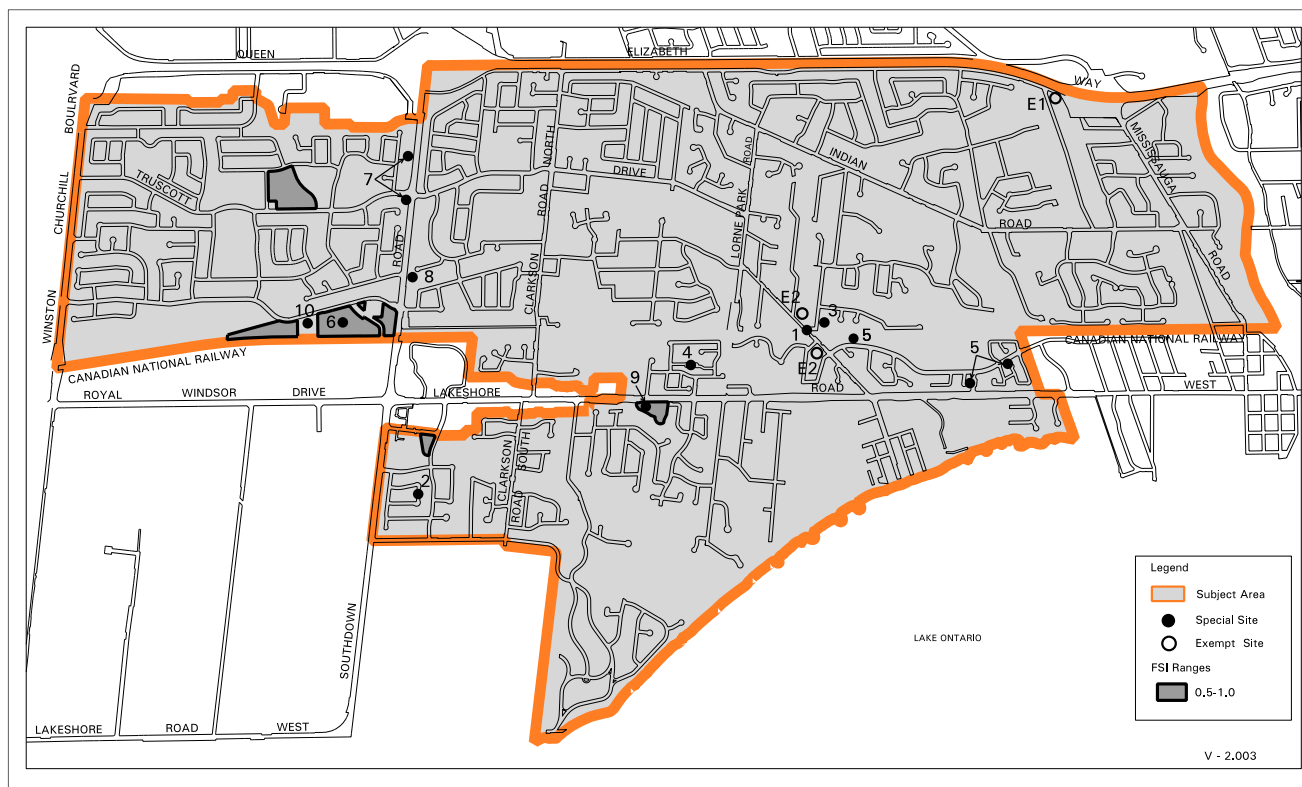 QUEEN
ELIZABETH
WAY
BOULRVARD
CHURCHILL
WINSTON
E1
MISSISSAUGA
ROAD
INDIAN
ROAD
NORTH
ROAD
CLARKSON
DRIVE
LORNE PARK
ROAD
TRUSCOTT
7
ROAD
8
10
6
E2
3
1
5
E2
4
5
9
2
CANADIAN NATIONAL RAILWAY
CANADIAN NATIONAL RAILWAY
ROYAL WINDSOR DRIVE
LAKESHORE
ROAD
WEST
CLARKSON
ROAD
SOUTH
SOUTHDOWN
LAKESHORE ROAD WEST
LAKE ONTARIO
Legend
Subject Area
Special Site
Exempt Site
FSI Ranges
0.5-1.0
V - 2.003